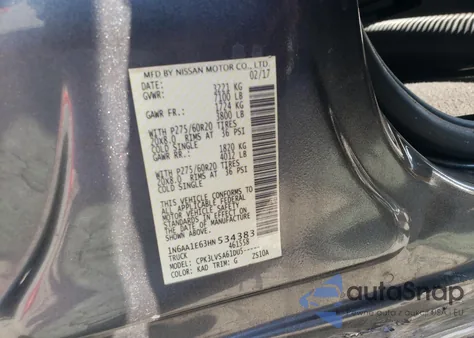 MFD BY NISSAN MOTOR CO., LTD.
DATE: 02/17
GVWR: 3221 KG
7100 LB
GAWR FR: 1724 KG
3800 LB
WITH P275/60R20 TIRES
20X8.0 RIMS AT 36 PSI
COLD SINGLE
GAWR RR: 1820 KG
4012 LB
WITH P275/60R20 TIRES
20X8.0 RIMS AT 36 PSI
COLD SINGLE
THIS VEHICLE CONFORMS TO
ALL APPLICABLE FEDERAL
MOTOR VEHICLE SAFETY
STANDARDS IN EFFECT ON
THE DATE OF MANUFACTURE
SHOWN ABOVE.
1N6AA1E63HN534383
TRUCK 461558
COLOR: KAD TRIM: G ZS10A
autoSnap